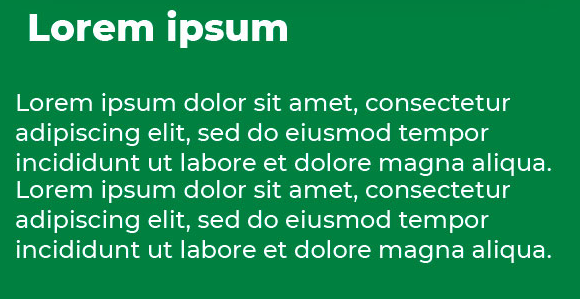 Lorem ipsum
Lorem ipsum dolor sit amet, consectetur
adipiscing elit, sed do eiusmod tempor
incididunt ut labore et dolore magna aliqua.
Lorem ipsum dolor sit amet, consectetur
adipiscing elit, sed do eiusmod tempor
incididunt ut labore et dolore magna aliqua.